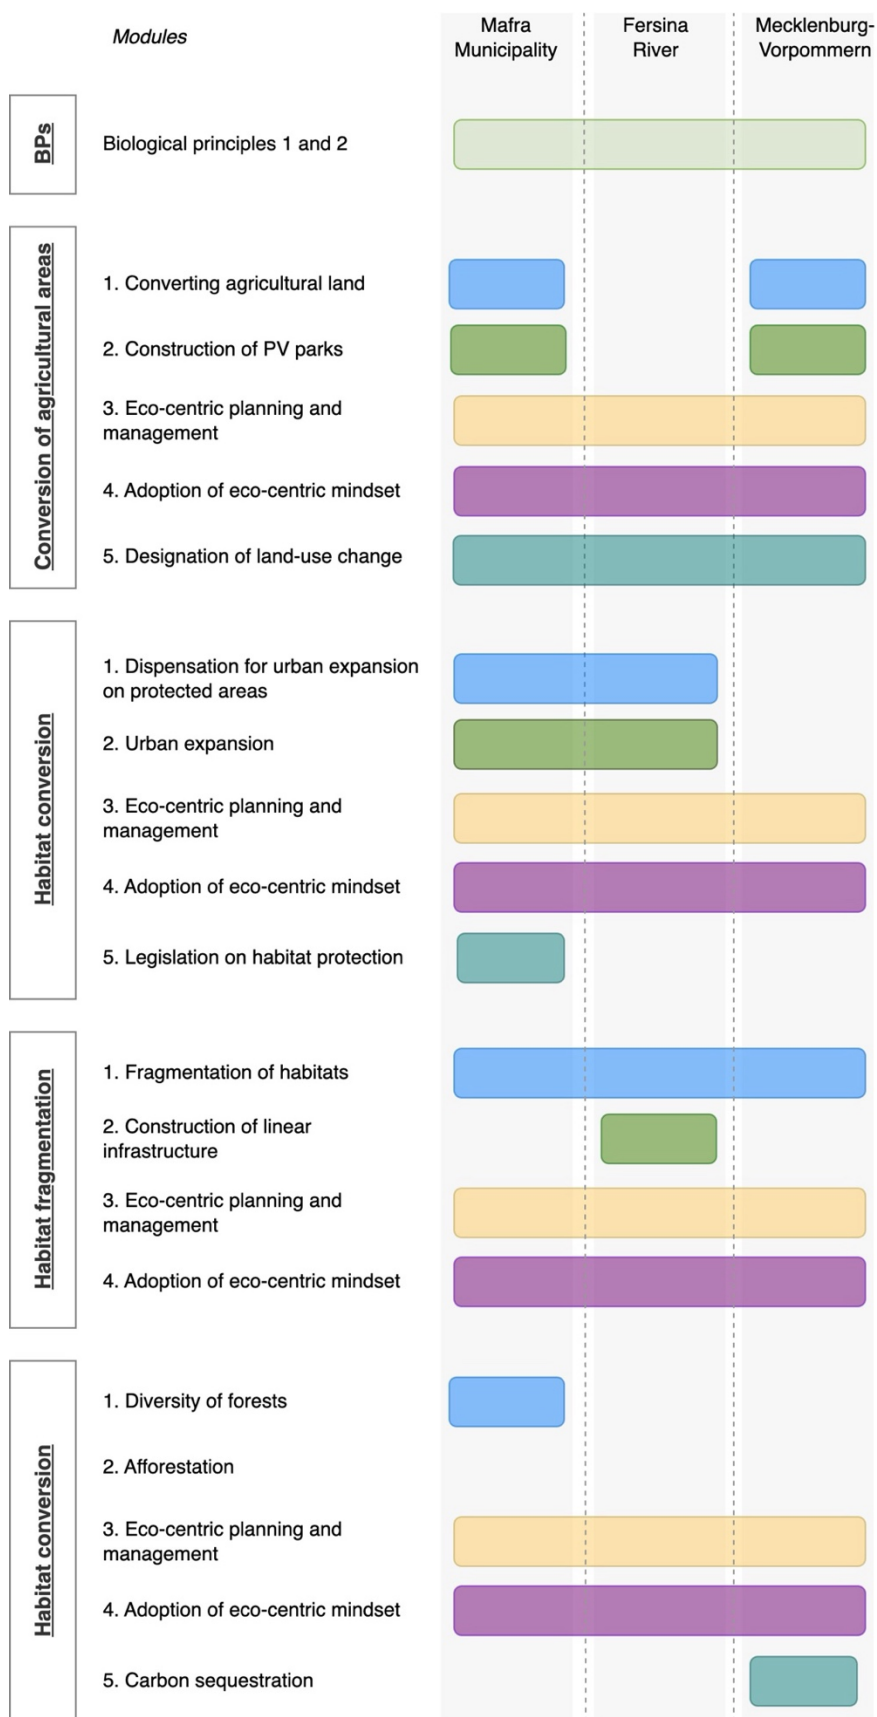 Modules
Mafra
Municipality
Fersina
River
Mecklenburg-
Vorpommern
BPs
Biological principles 1 and 2
Conversion of agricultural areas
1. Converting agricultural land
2. Construction of PV parks
3. Eco-centric planning and
management
4. Adoption of eco-centric mindset
5. Designation of land-use change
Habitat conversion
1. Dispensation for urban expansion
on protected areas
2. Urban expansion
3. Eco-centric planning and
management
4. Adoption of eco-centric mindset
5. Legislation on habitat protection
Habitat fragmentation
1. Fragmentation of habitats
2. Construction of linear
infrastructure
3. Eco-centric planning and
management
4. Adoption of eco-centric mindset
Habitat conversion
1. Diversity of forests
2. Afforestation
3. Eco-centric planning and
management
4. Adoption of eco-centric mindset
5. Carbon sequestration